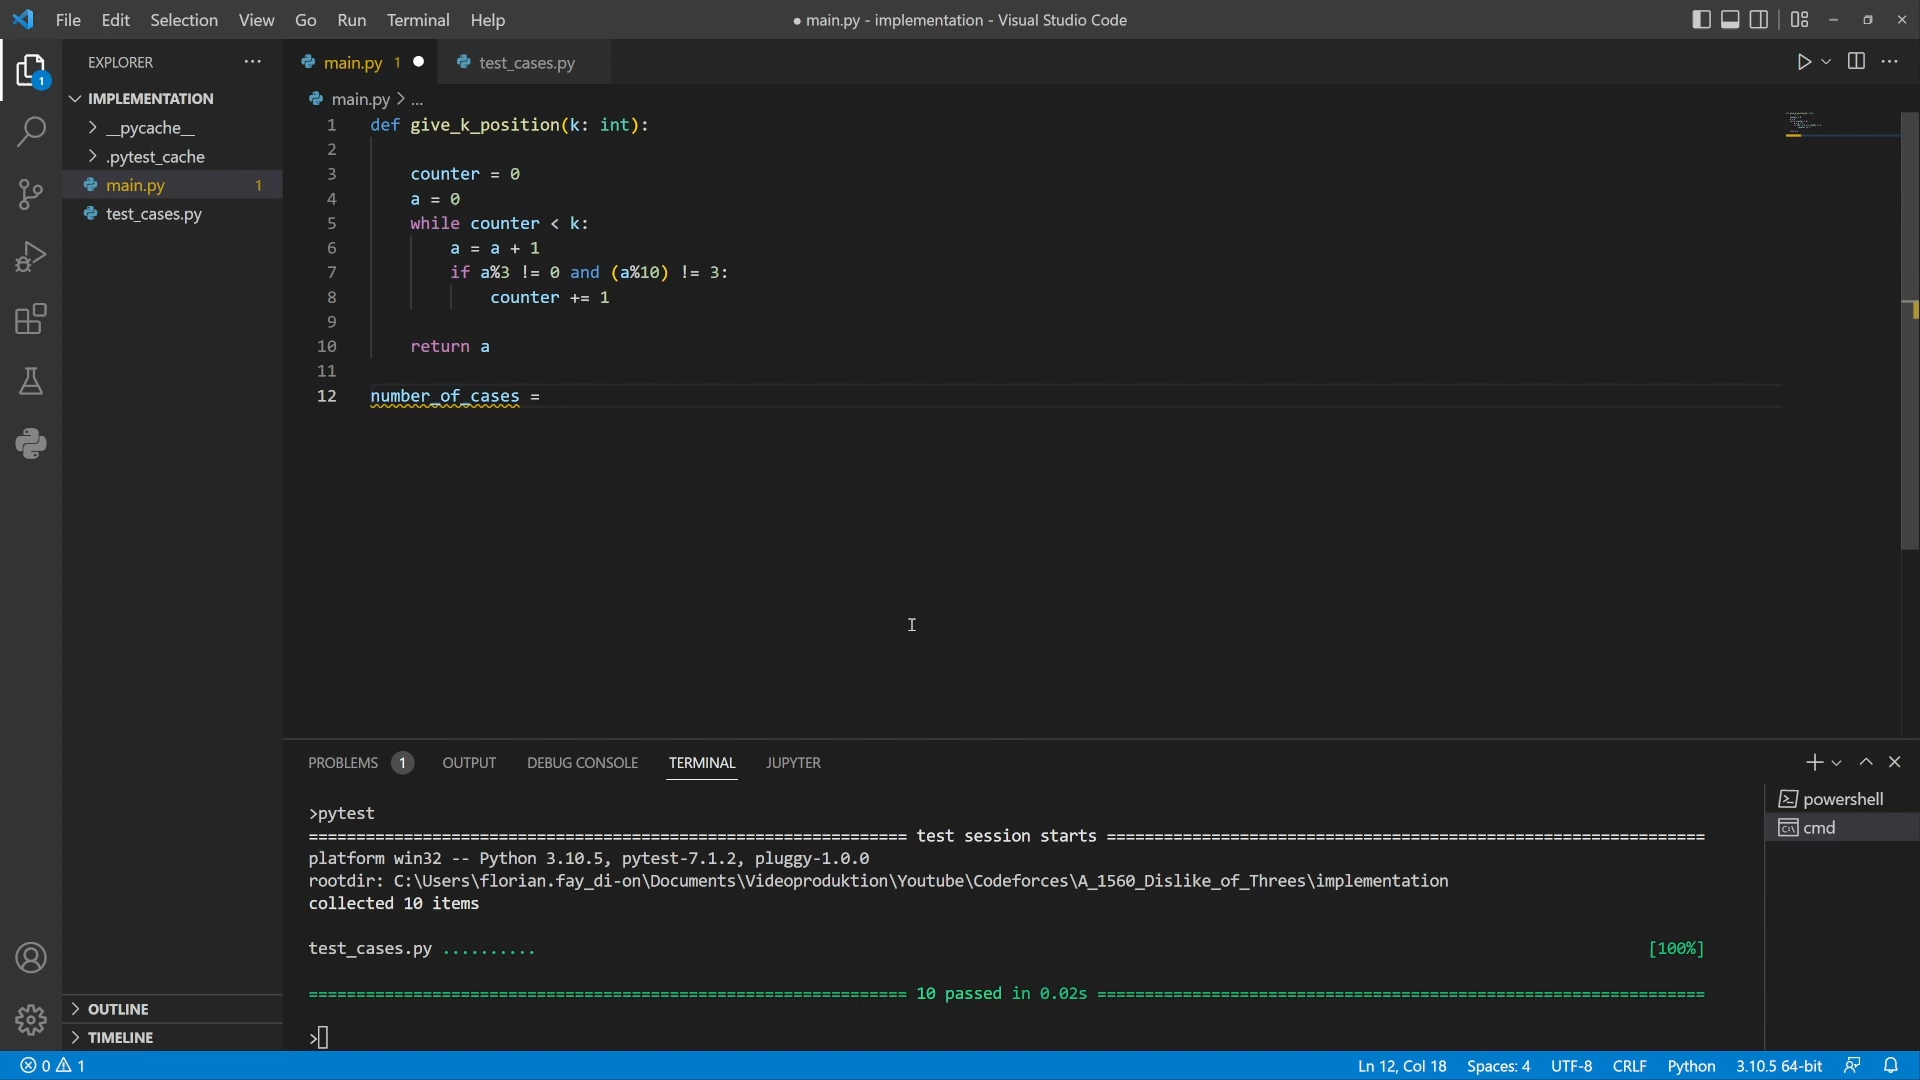 File Edit Selection View Go Run Terminal Help
● main.py - implementation - Visual Studio Code
EXPLORER
1
IMPLEMENTATION
__pycache__
.pytest_cache
main.py 1
test_cases.py
OUTLINE
TIMELINE
main.py 1
test_cases.py
main.py > ...
1 def give_k_position(k: int):
2
3 counter = 0
4 a = 0
5 while counter < k:
6 a = a + 1
7 if a%3 != 0 and (a%10) != 3:
8 counter += 1
9
10 return a
11
12 number_of_cases =
PROBLEMS 1 OUTPUT DEBUG CONSOLE TERMINAL JUPYTER
>pytest
============================ test session starts ============================
platform win32 -- Python 3.10.5, pytest-7.1.2, pluggy-1.0.0
rootdir: C:\Users\florian.fay_di-on\Documents\Videoproduktion\Youtube\Codeforces\A_1560_Dislike_of_Threes\implementation
collected 10 items
test_cases.py .......... [100%]
============================ 10 passed in 0.02s ============================
>
powershell
cmd
0 1
Ln 12, Col 18 Spaces: 4 UTF-8 CRLF Python 3.10.5 64-bit